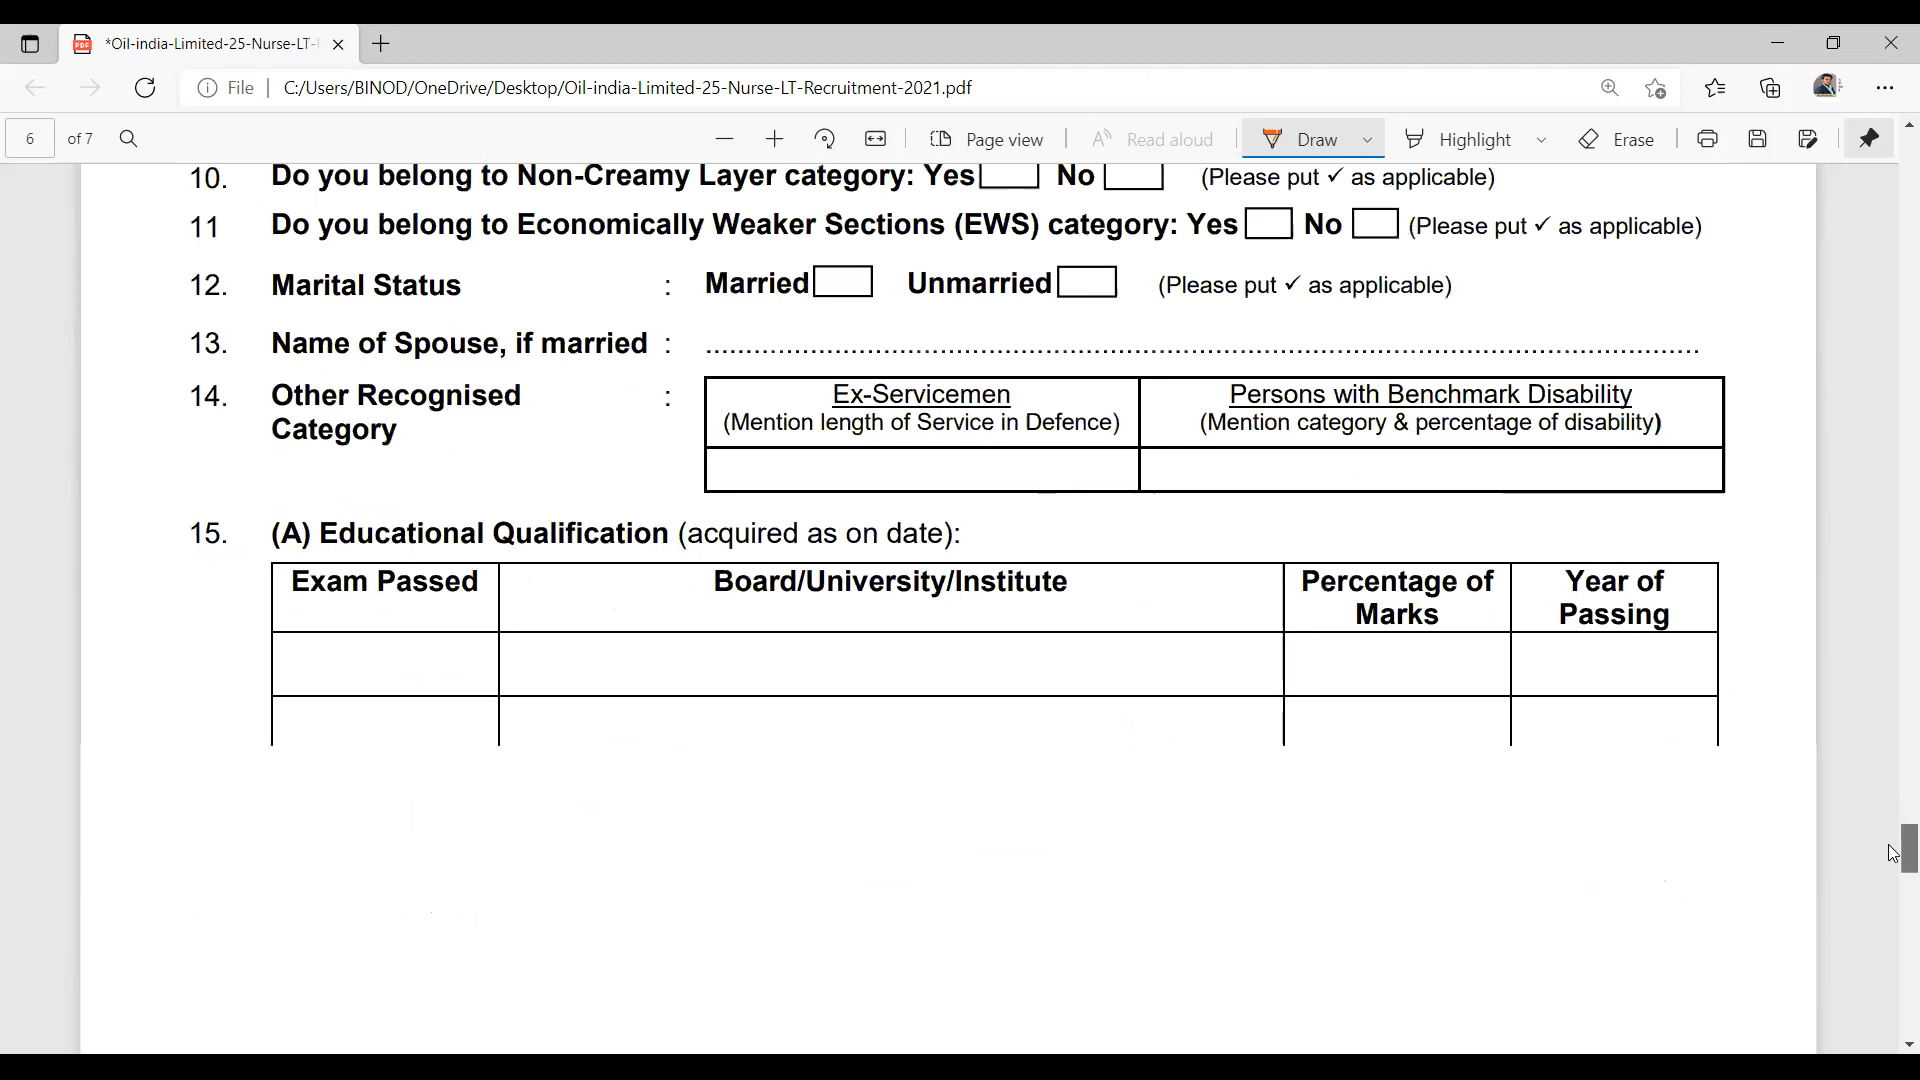 *Oil-india-Limited-25-Nurse-LT-
File C:/Users/BINOD/OneDrive/Desktop/Oil-india-Limited-25-Nurse-LT-Recruitment-2021.pdf
6 of 7 Page view Read aloud Draw Highlight Erase
10. Do you belong to Non-Creamy Layer category: Yes No (Please put ✓ as applicable)
11 Do you belong to Economically Weaker Sections (EWS) category: Yes No (Please put ✓ as applicable)
12. Marital Status : Married Unmarried (Please put ✓ as applicable)
13. Name of Spouse, if married : ....................................................................................................
14. Other Recognised Category :
Ex-Servicemen
(Mention length of Service in Defence)
Persons with Benchmark Disability
(Mention category & percentage of disability)
15. (A) Educational Qualification (acquired as on date):
Exam Passed
Board/University/Institute
Percentage of
Marks
Year of
Passing